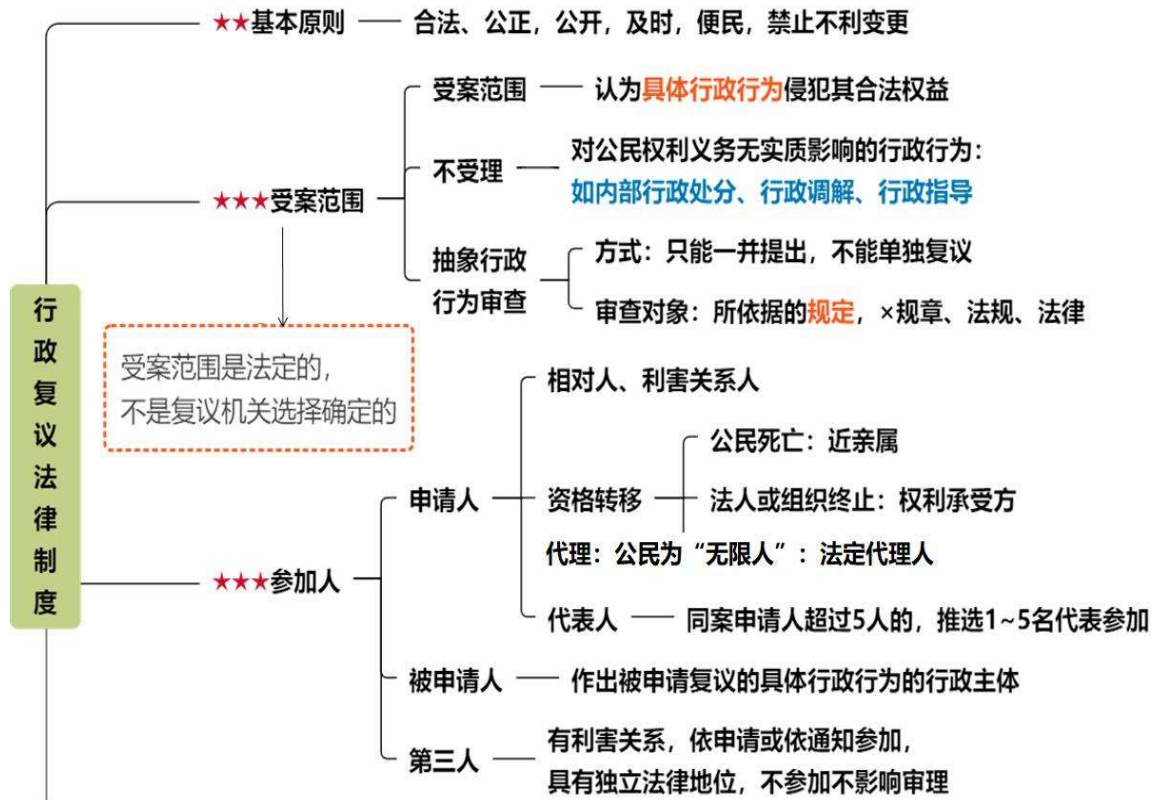 行政复议法律制度
★★基本原则
合法、公正,公开,及时,便民,禁止不利变更
★★★受案范围
受案范围
认为具体行政行为侵犯其合法权益
不受理
对公民权利义务无实质影响的行政行为:
如内部行政处分、行政调解、行政指导
抽象行政
行为审查
方式:只能一并提出,不能单独复议
审查对象:所依据的规定,×规章、法规、法律
受案范围是法定的,
不是复议机关选择确定的
★★★参加人
申请人
相对人、利害关系人
资格转移
公民死亡:近亲属
法人或组织终止:权利承受方
代理:公民为“无限人”:法定代理人
代表人
同案申请人超过5人的,推选1~5名代表参加
被申请人
作出被申请复议的具体行政行为的行政主体
第三人
有利害关系,依申请或依通知参加,
具有独立法律地位,不参加不影响审理